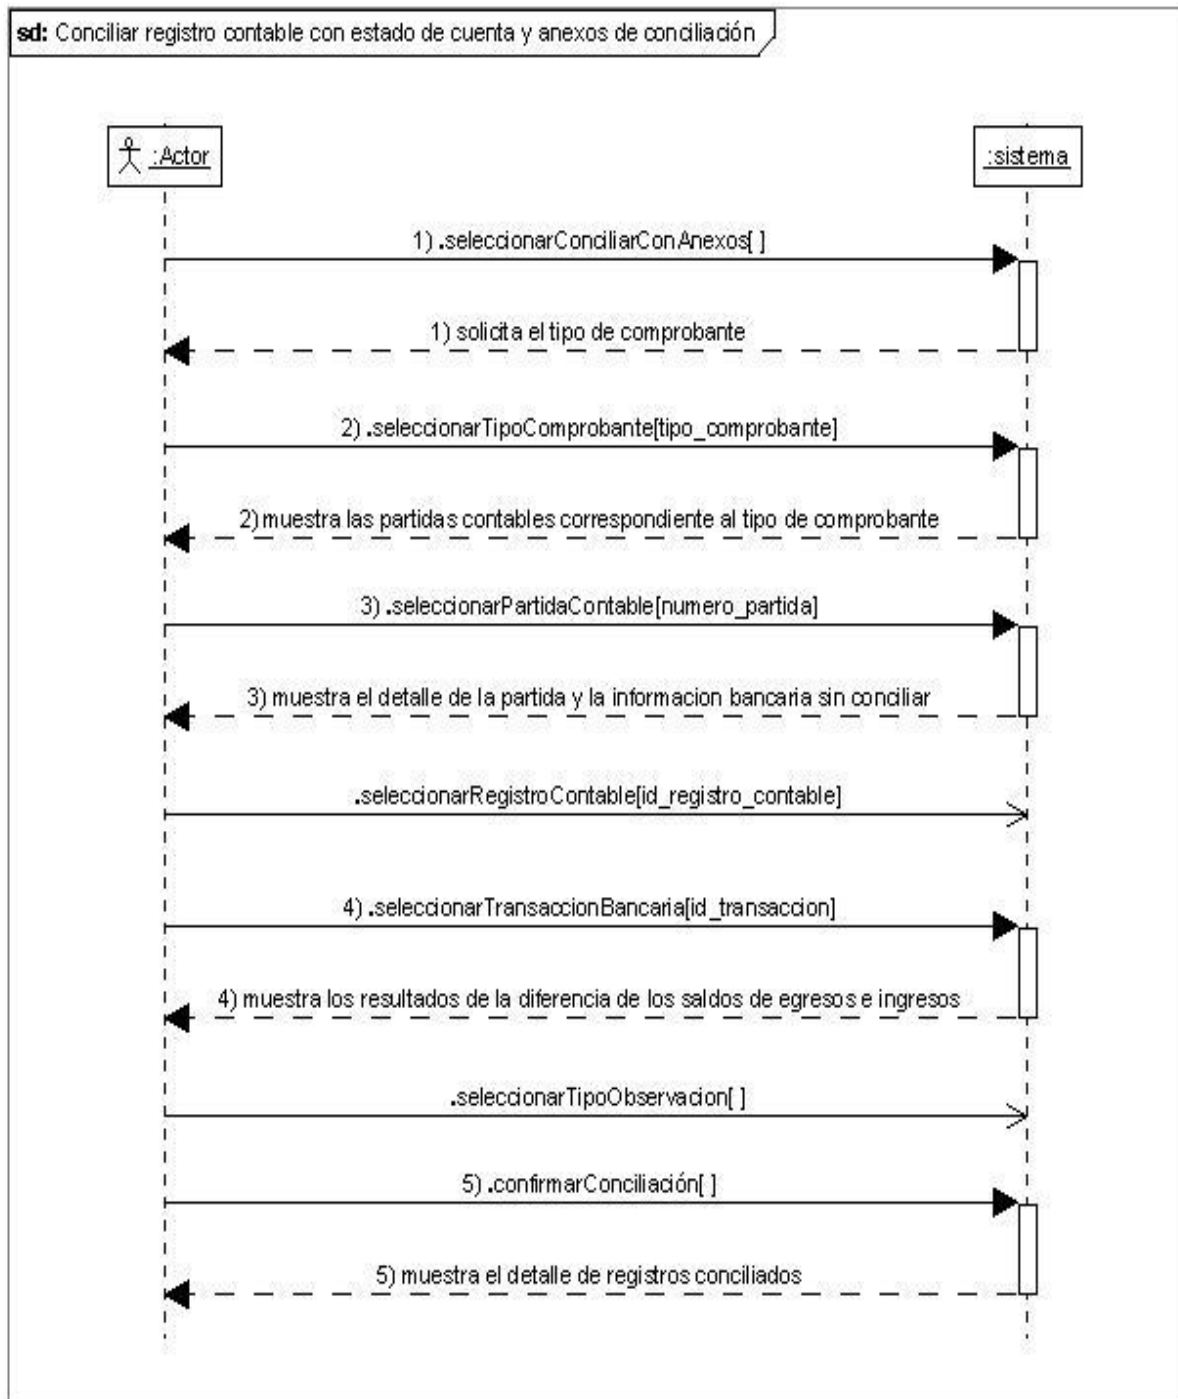 sd: Conciliar registro contable con estado de cuenta y anexos de conciliación
:Actor
:sistema
1) .seleccionarConciliarConAnexos[ ]
1) solicita el tipo de comprobante
2) .seleccionarTipoComprobante[tipo_comprobante]
2) muestra las partidas contables correspondiente al tipo de comprobante
3) .seleccionarPartidaContable[numero_partida]
3) muestra el detalle de la partida y la informacion bancaria sin conciliar
.seleccionarRegistroContable[id_registro_contable]
4) .seleccionarTransaccionBancaria[id_transaccion]
4) muestra los resultados de la diferencia de los saldos de egresos e ingresos
.seleccionarTipoObservacion[ ]
5) .confirmarConciliación[ ]
5) muestra el detalle de registros conciliados